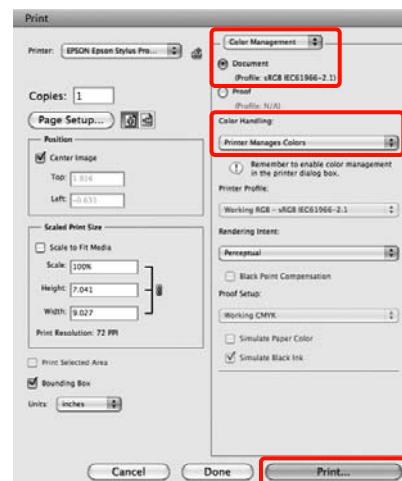 Print
Printer: EPSON Epson Stylus Pro...
Copies: 1
Page Setup...
Position
Center Image
Top: 1.916
Left: -0.631
Scaled Print Size
Scale to Fit Media
Scale: 100%
Height: 7.041
Width: 9.027
Print Resolution: 72 PPI
Print Selected Area
Bounding Box
Units: inches
Color Management
Document
(Profile: sRGB IEC61966-2.1)
Proof
(Profile: N/A)
Color Handling:
Printer Manages Colors
Remember to enable color management
in the printer dialog box.
Printer Profile:
Working RGB - sRGB IEC61966-2.1
Rendering Intent:
Perceptual
Black Point Compensation
Proof Setup:
Working CMYK
Simulate Paper Color
Simulate Black Ink
Cancel
Done
Print...